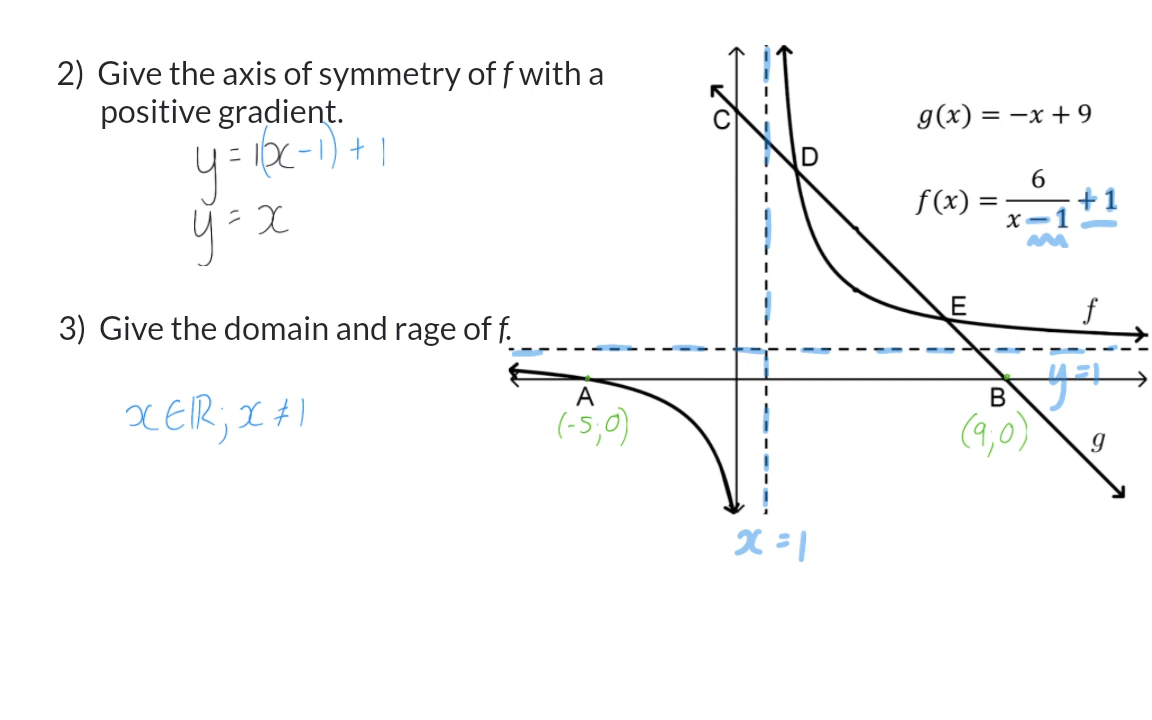 2) Give the axis of symmetry of f with a
positive gradient.
y = 1(x - 1) + 1
y = x
3) Give the domain and rage of f.
x ∈ ℝ; x ≠ 1
C
D
g(x) = −x + 9
f(x) = 6/(x − 1) + 1
E
f
y = 1
A
(-5;0)
B
(9;0)
g
x = 1